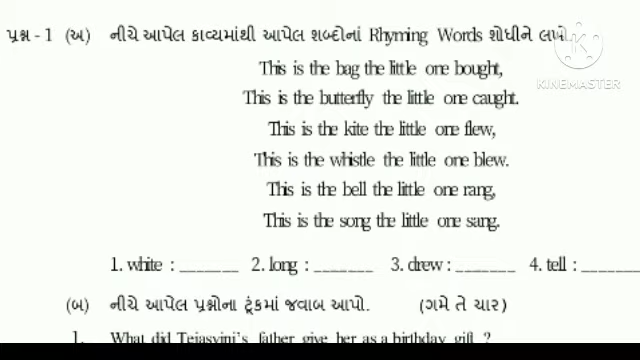 પ્રશ્ન - 1 (અ) નીચે આપેલ કાવ્યમાંથી આપેલ શબ્દોનાં Rhyming Words શોધીને લખો.
KINEMASTER
This is the bag the little one bought,
This is the butterfly the little one caught.
This is the kite the little one flew,
This is the whistle the little one blew.
This is the bell the little one rang,
This is the song the little one sang.
1. white : _______ 2. long : _______ 3. drew : _______ 4. tell : _______
(બ) નીચે આપેલ પ્રશ્નોના ટૂંકમાં જવાબ આપો. (ગમે તે ચાર)
1. What did Tejasvini's father give her as a birthday gift ?